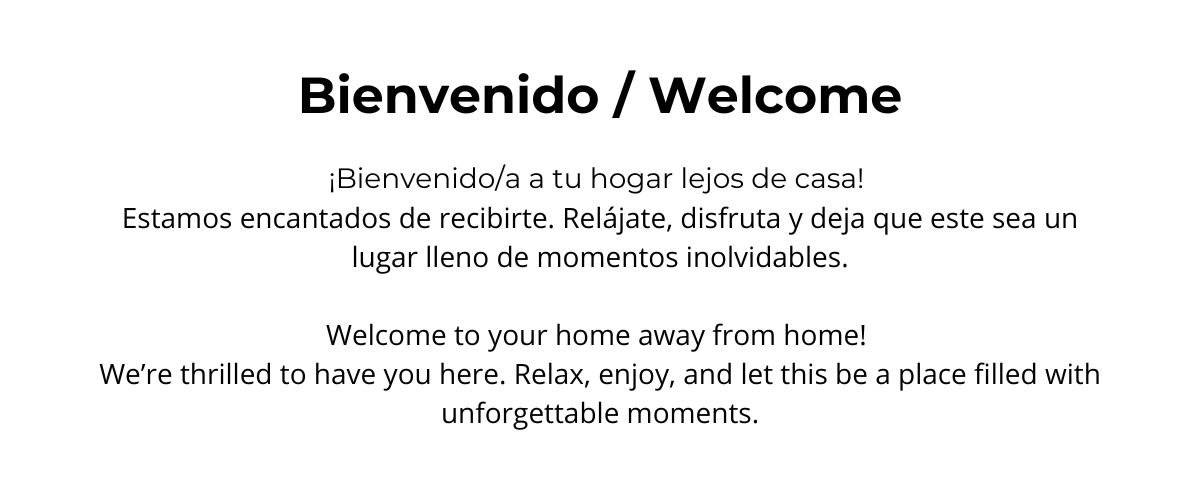 Bienvenido / Welcome
¡Bienvenido/a a tu hogar lejos de casa!
Estamos encantados de recibirte. Relájate, disfruta y deja que este sea un
lugar lleno de momentos inolvidables.
Welcome to your home away from home!
We’re thrilled to have you here. Relax, enjoy, and let this be a place filled with
unforgettable moments.